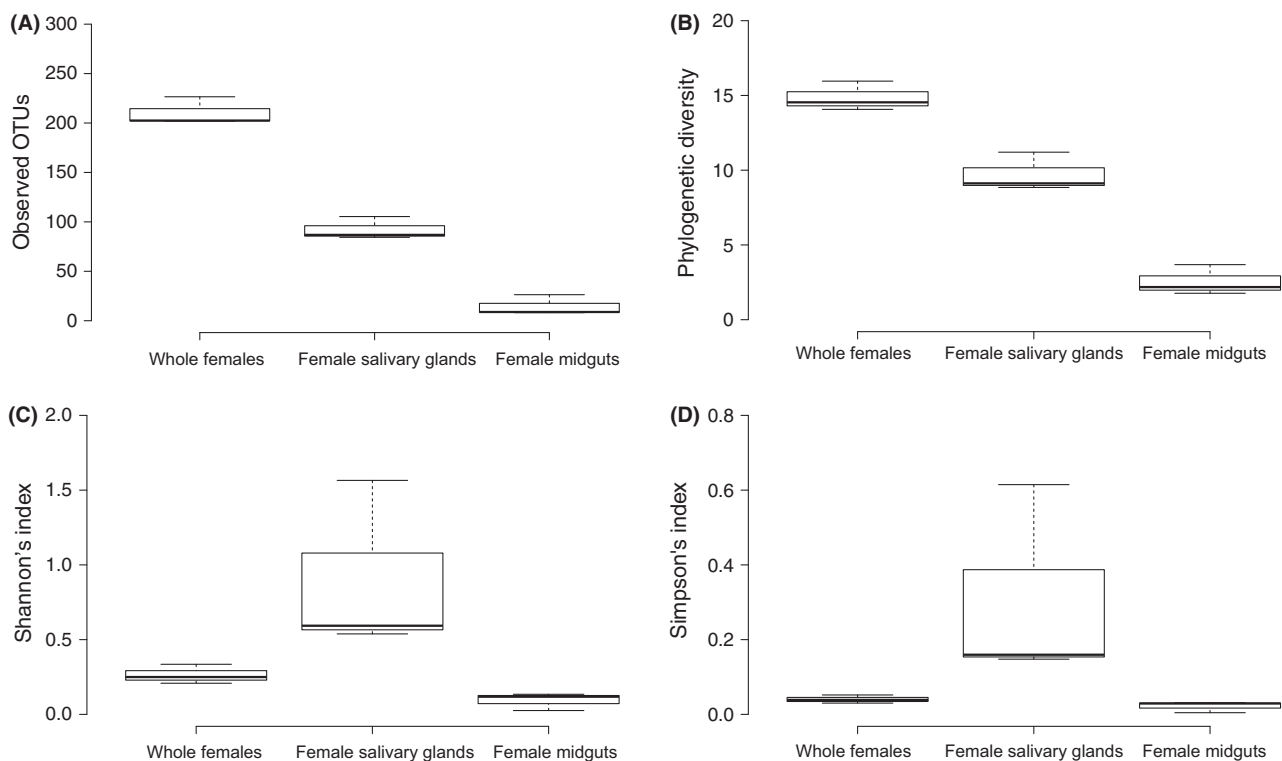 (A)
Observed OTUs
300
250
200
150
100
50
0
Whole females
Female salivary glands
Female midguts
(B)
Phylogenetic diversity
20
15
10
5
0
Whole females
Female salivary glands
Female midguts
(C)
Shannon's index
2.0
1.5
1.0
0.5
0.0
Whole females
Female salivary glands
Female midguts
(D)
Simpson's index
0.8
0.6
0.4
0.2
0.0
Whole females
Female salivary glands
Female midguts